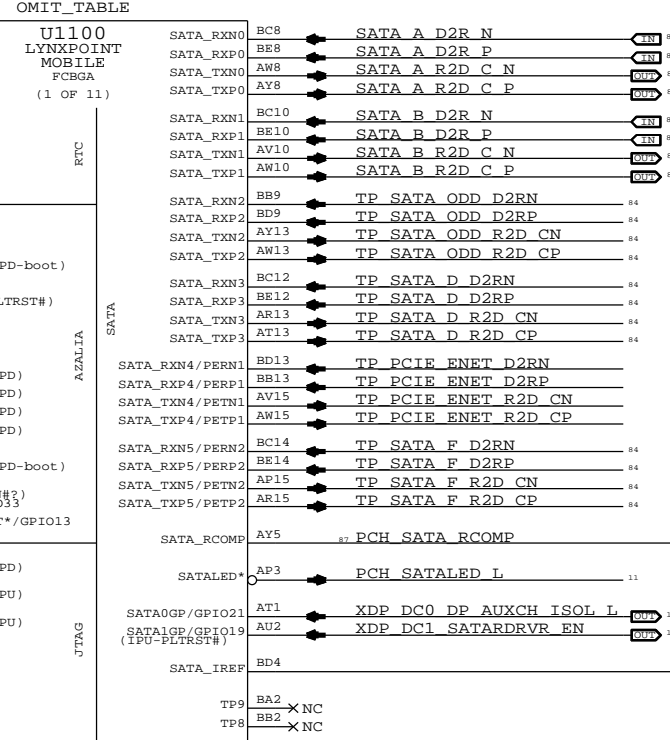 OMIT_TABLE
U1100
LYNXPOINT
MOBILE
FCBGA
(1 OF 11)
RTC
AZALIA
SATA
JTAG
PD-boot)
LTRST#)
PD)
PD)
PD)
PD)
PD-boot)
T*/GPIO13
PD)
PU)
PU)
SATA_RXN0 BC8 SATA_A_D2R_N IN
SATA_RXP0 BE8 SATA_A_D2R_P IN
SATA_TXN0 AW8 SATA_A_R2D_C_N OUT
SATA_TXP0 AY8 SATA_A_R2D_C_P OUT
SATA_RXN1 BC10 SATA_B_D2R_N IN
SATA_RXP1 BE10 SATA_B_D2R_P IN
SATA_TXN1 AV10 SATA_B_R2D_C_N OUT
SATA_TXP1 AW10 SATA_B_R2D_C_P OUT
SATA_RXN2 BB9 TP_SATA_ODD_D2RN 84
SATA_RXP2 BD9 TP_SATA_ODD_D2RP 84
SATA_TXN2 AY13 TP_SATA_ODD_R2D_CN 84
SATA_TXP2 AW13 TP_SATA_ODD_R2D_CP 84
SATA_RXN3 BC12 TP_SATA_D_D2RN 84
SATA_RXP3 BE12 TP_SATA_D_D2RP 84
SATA_TXN3 AR13 TP_SATA_D_R2D_CN 84
SATA_TXP3 AT13 TP_SATA_D_R2D_CP 84
SATA_RXN4/PERN1 BD13 TP_PCIE_ENET_D2RN
SATA_RXP4/PERP1 BB13 TP_PCIE_ENET_D2RP
SATA_TXN4/PETN1 AV15 TP_PCIE_ENET_R2D_CN
SATA_TXP4/PETP1 AW15 TP_PCIE_ENET_R2D_CP
SATA_RXN5/PERN2 BC14 TP_SATA_F_D2RN 84
SATA_RXP5/PERP2 BE14 TP_SATA_F_D2RP 84
SATA_TXN5/PETN2 AP15 TP_SATA_F_R2D_CN 84
SATA_TXP5/PETP2 AR15 TP_SATA_F_R2D_CP 84
SATA_RCOMP AY5 87 PCH_SATA_RCOMP
SATALED* AP3 PCH_SATALED_L 11
SATA0GP/GPIO21 AT1 XDP_DC0_DP_AUXCH_ISOL_L OUT
SATA1GP/GPIO19 AU2 XDP_DC1_SATARDRVR_EN OUT
(IPU-PLTRST#)
SATA_IREF BD4
TP9 BA2 NC
TP8 BB2 NC